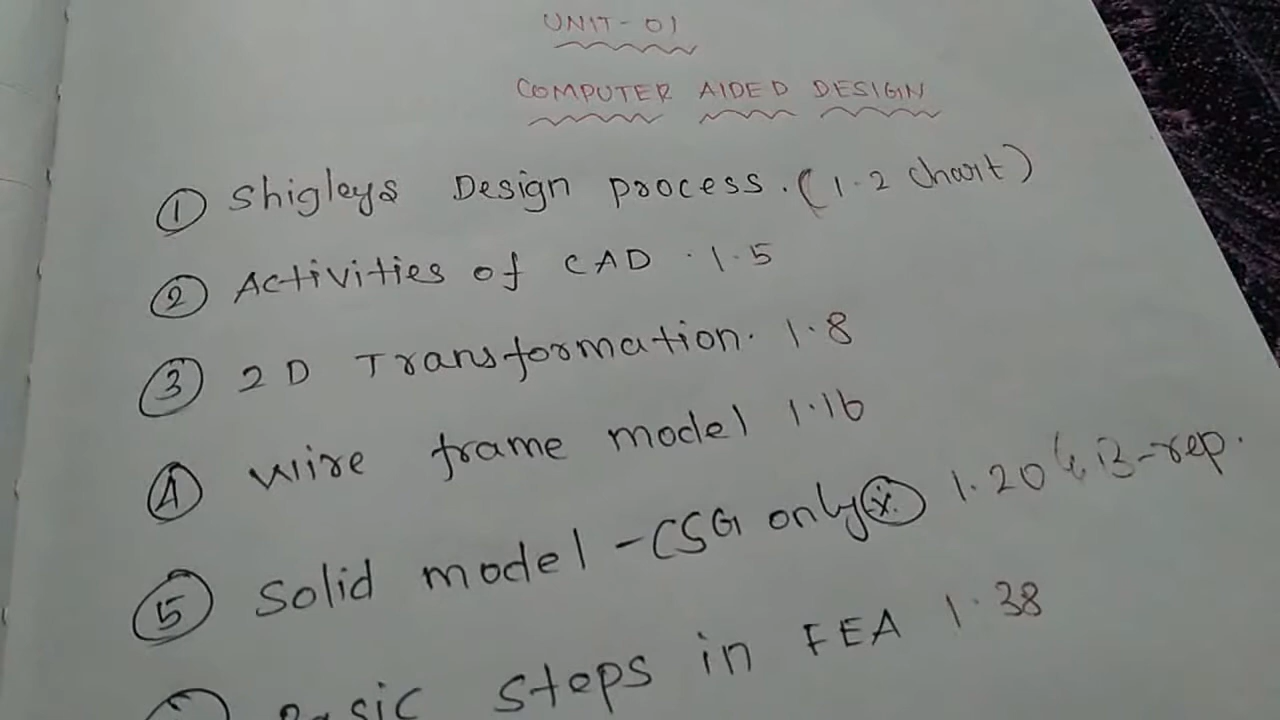 UNIT-01
COMPUTER AIDED DESIGN
① Shigleys Design process. (1.2 chart)
② Activities of CAD . 1.5
③ 2D Transformation. 1.8
④ Wire frame model 1.16
⑤ Solid model - CSG only 1.20 & B-rep.
Basic steps in FEA 1.38